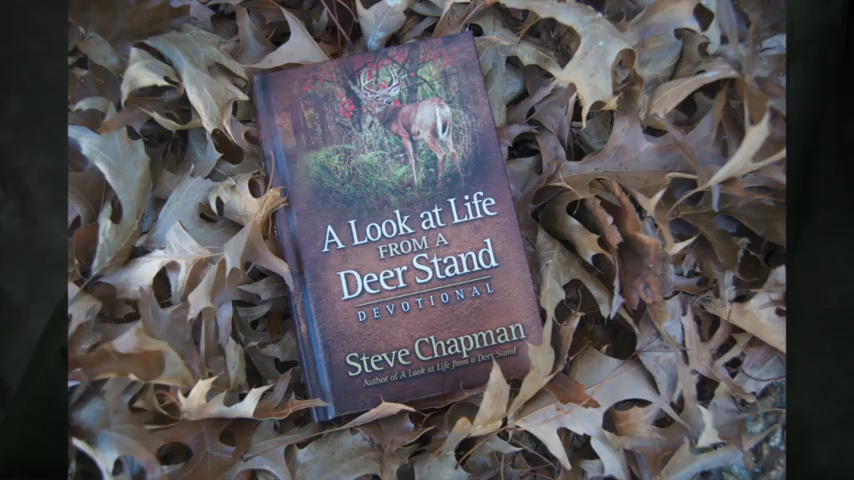 A Look at Life
FROM A
Deer Stand
DEVOTIONAL
Steve Chapman
Author of A Look at Life from a Deer Stand